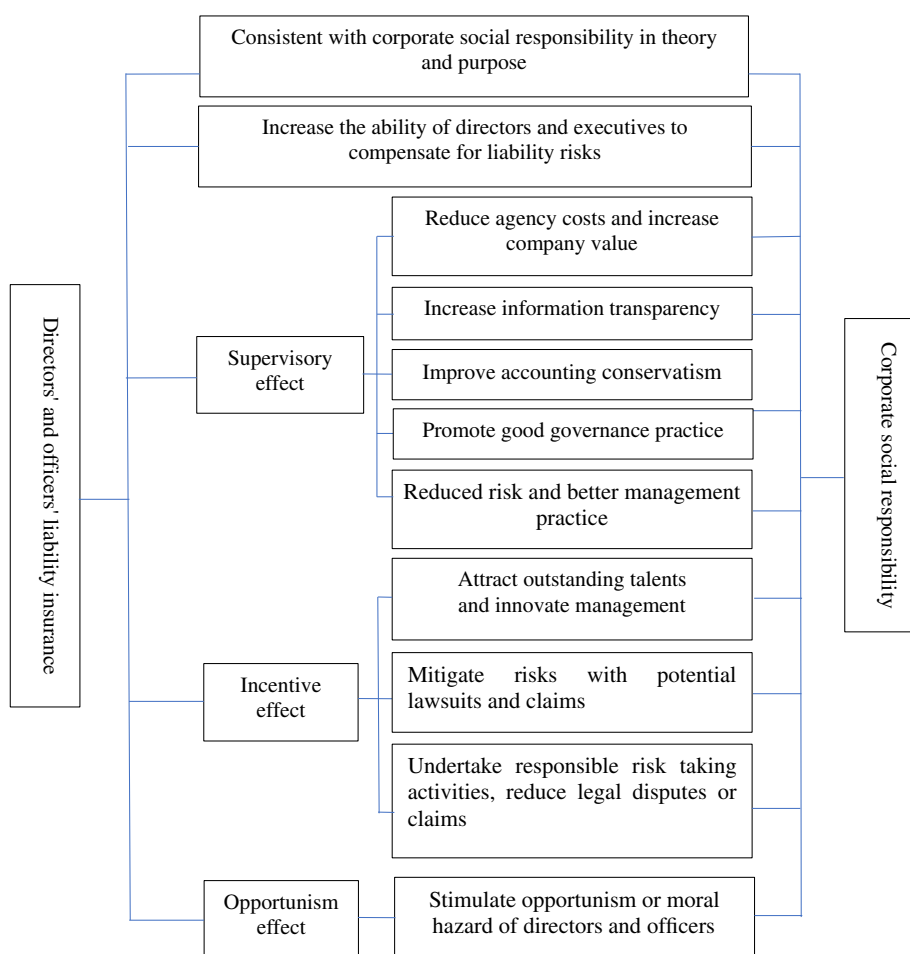 Consistent with corporate social responsibility in theory
and purpose
Increase the ability of directors and executives to
compensate for liability risks
Directors' and officers' liability insurance
Supervisory
effect
Reduce agency costs and increase
company value
Increase information transparency
Improve accounting conservatism
Promote good governance practice
Reduced risk and better management
practice
Incentive
effect
Attract outstanding talents
and innovate management
Mitigate risks with potential
lawsuits and claims
Undertake responsible risk taking
activities, reduce legal disputes or
claims
Opportunism
effect
Stimulate opportunism or moral
hazard of directors and officers
Corporate social responsibility